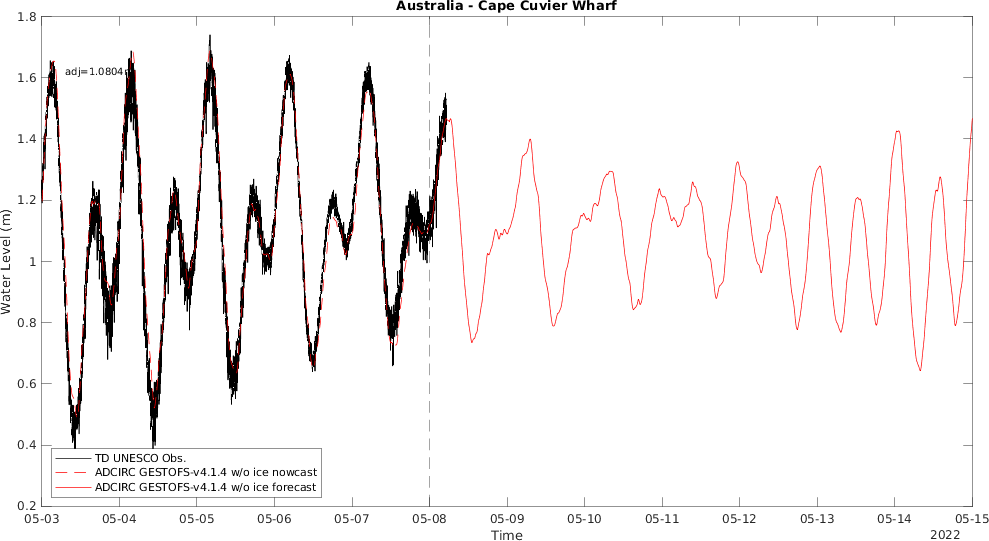 Australia - Cape Cuvier Wharf
1.8
1.6
1.4
1.2
1
0.8
0.6
0.4
0.2
Water Level (m)
adj=1.0804
TD UNESCO Obs.
ADCIRC GESTOFS-v4.1.4 w/o ice nowcast
ADCIRC GESTOFS-v4.1.4 w/o ice forecast
05-03 05-04 05-05 05-06 05-07 05-08 05-09 05-10 05-11 05-12 05-13 05-14 05-15
Time
2022